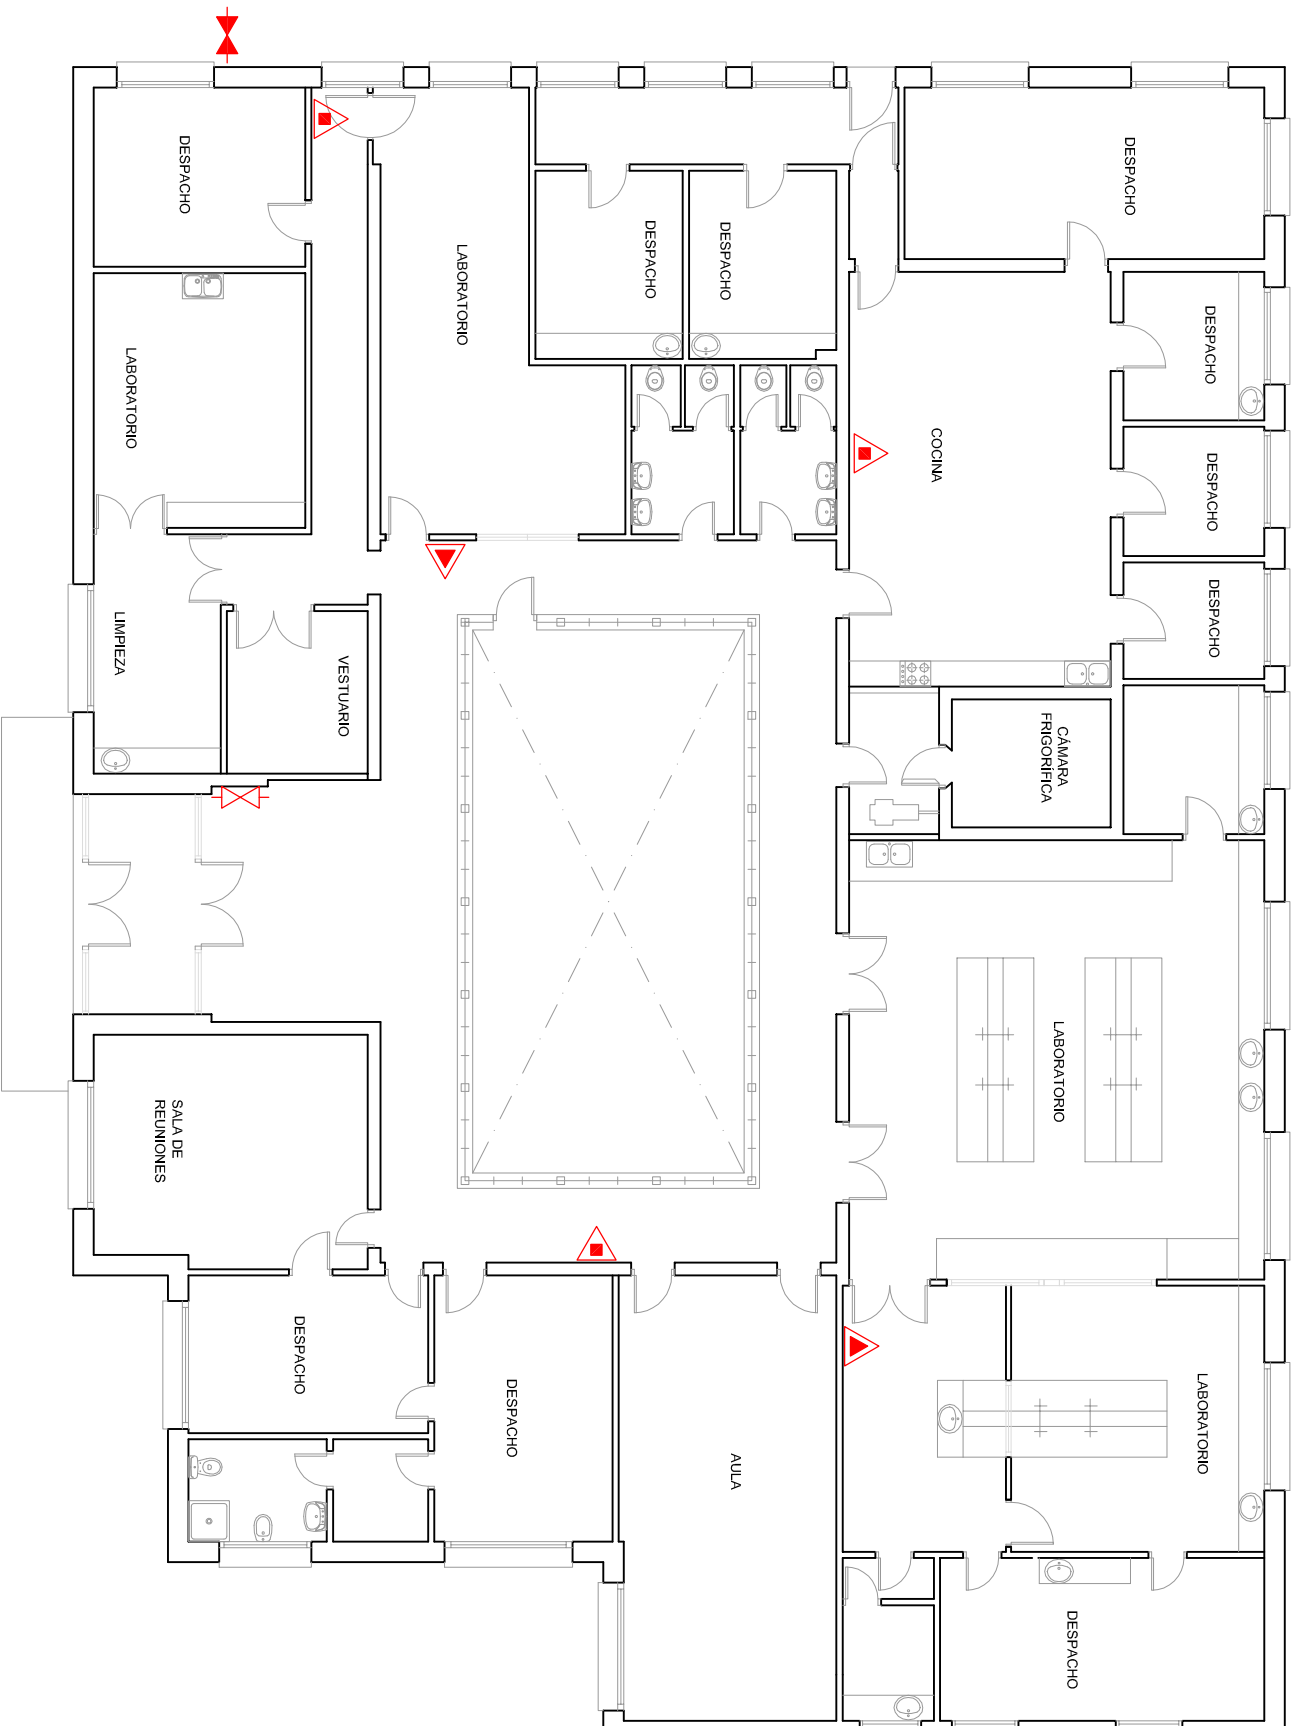 DESPACHO
DESPACHO
LABORATORIO
DESPACHO
DESPACHO
DESPACHO
LABORATORIO
COCINA
DESPACHO
DESPACHO
LIMPIEZA
VESTUARIO
CÁMARA
FRIGORÍFICA
LABORATORIO
SALA DE
REUNIONES
DESPACHO
DESPACHO
AULA
LABORATORIO
DESPACHO